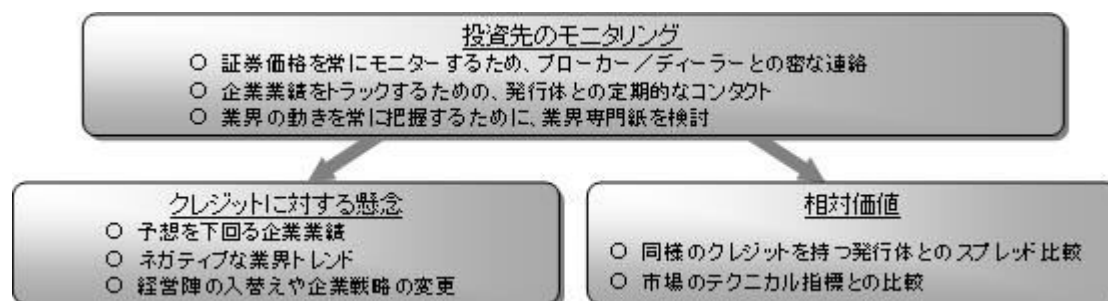 投資先のモニタリング
○ 証券価格を常にモニターするため、ブローカー／ディーラーとの密な連絡
○ 企業業績をトラックするための、発行体との定期的なコンタクト
○ 業界の動きを常に把握するために、業界専門紙を検討
クレジットに対する懸念
○ 予想を下回る企業業績
○ ネガティブな業界トレンド
○ 経営陣の入替えや企業戦略の変更
相対価値
○ 同様のクレジットを持つ発行体とのスプレッド比較
○ 市場のテクニカル指標との比較